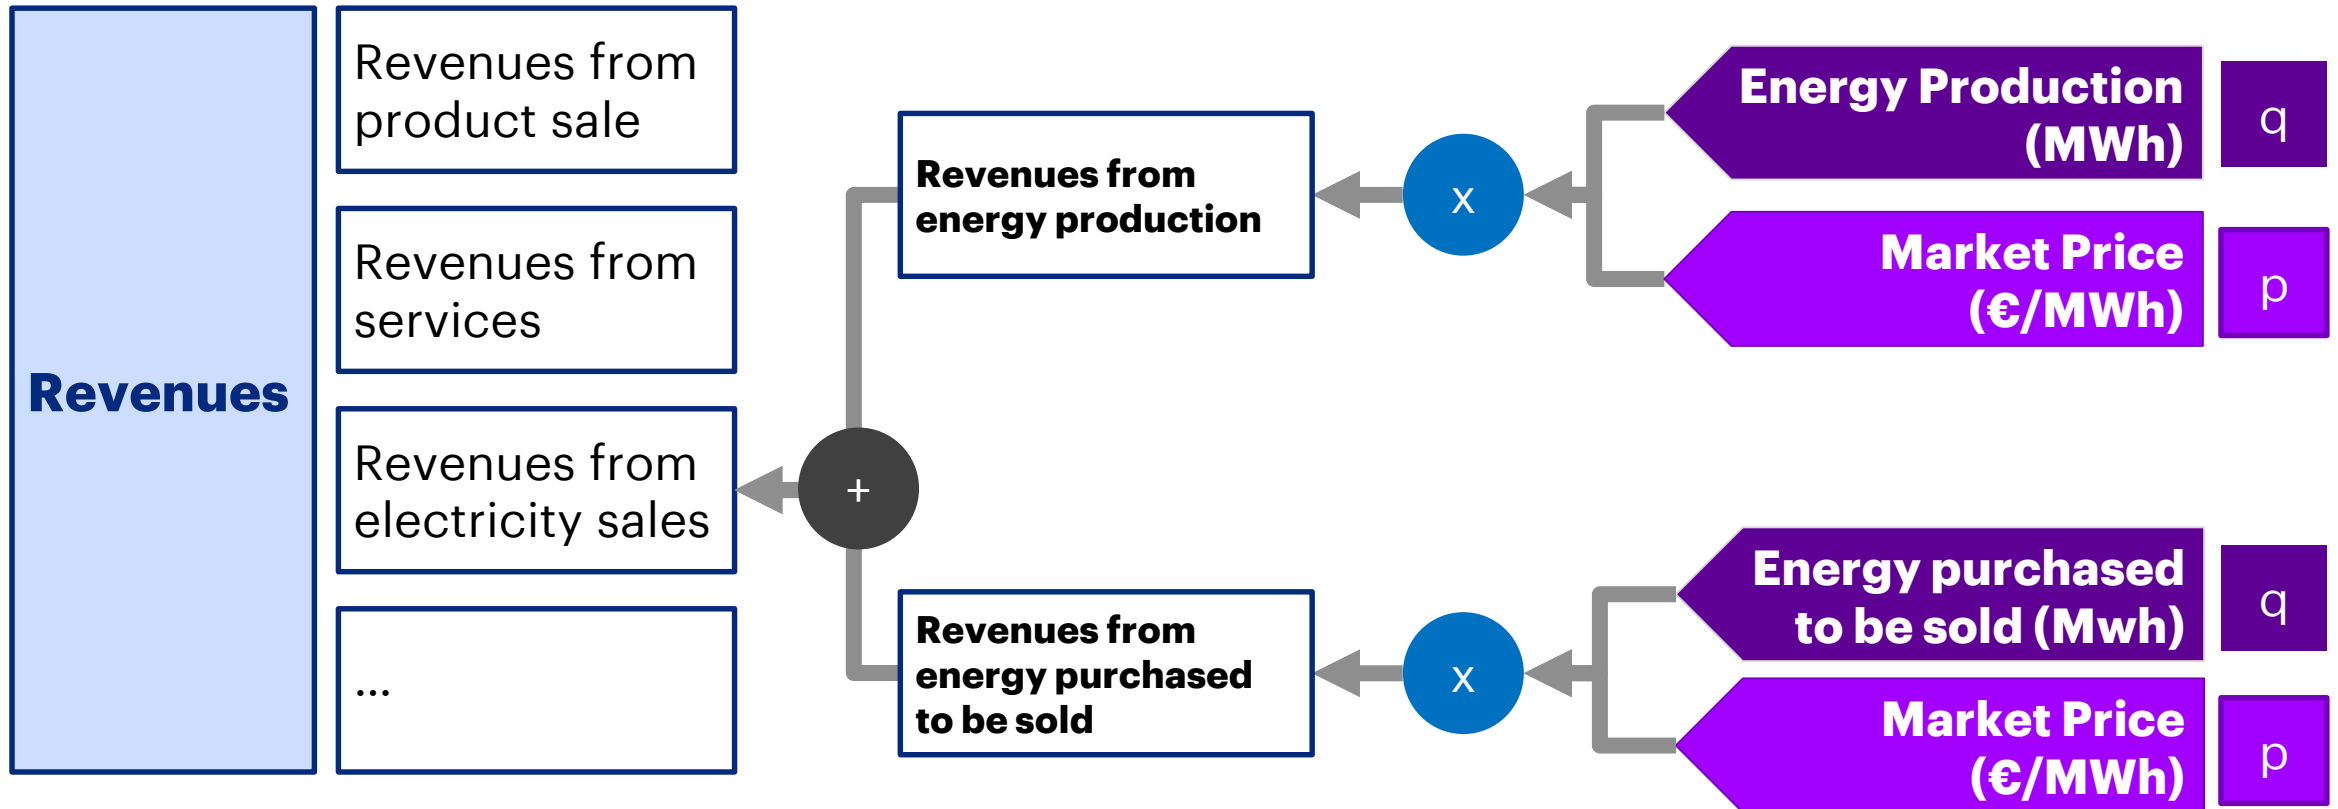 Revenues
Revenues from
product sale
Revenues from
services
Revenues from
electricity sales
...
+
Revenues from
energy production
x
Energy Production
(MWh)
q
Market Price
(€/MWh)
p
Revenues from
energy purchased
to be sold
x
Energy purchased
to be sold (Mwh)
q
Market Price
(€/MWh)
p